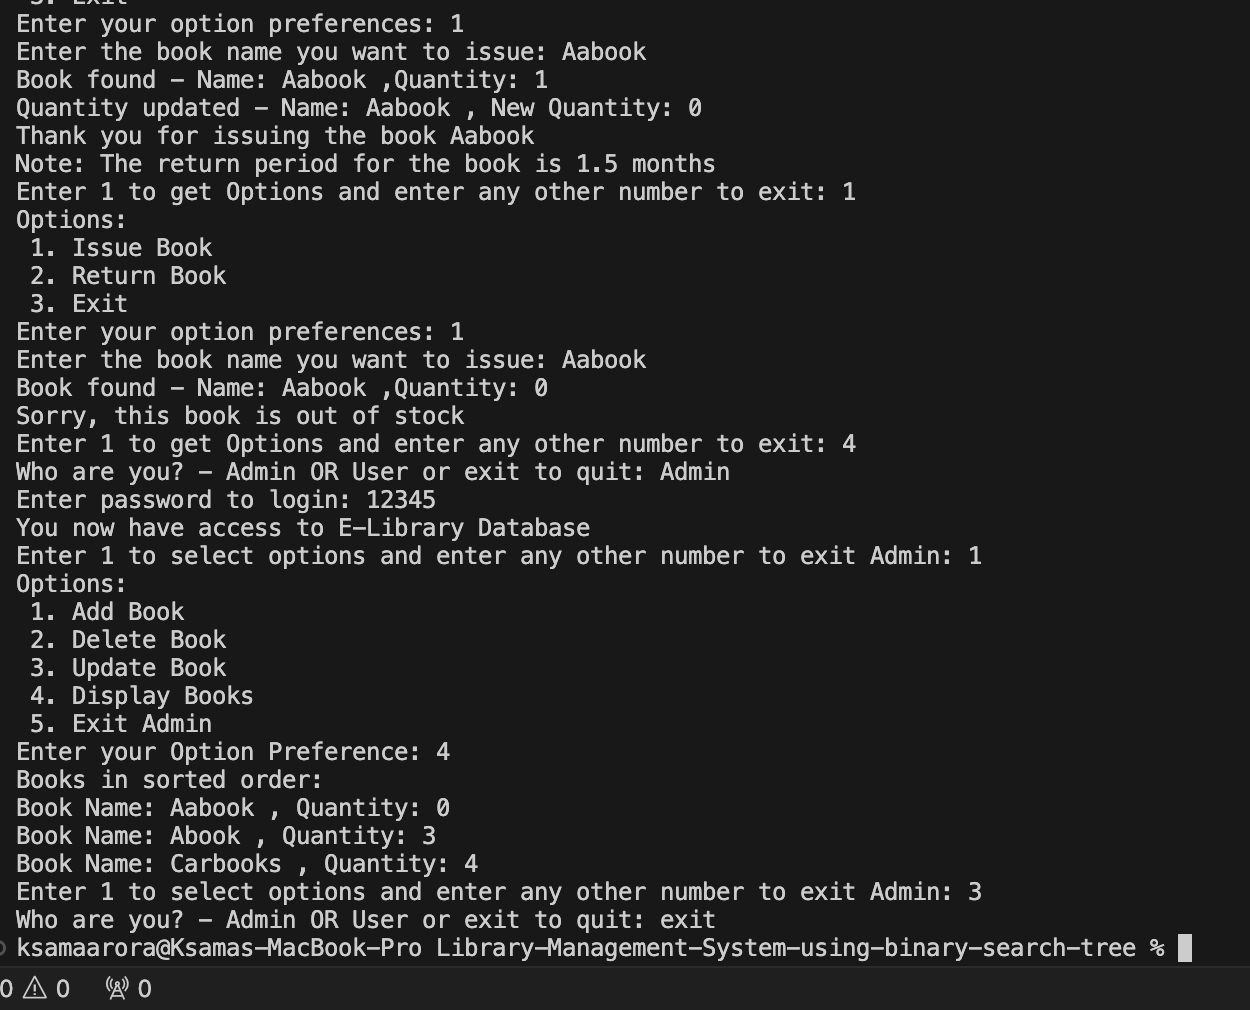 3. Exit
Enter your option preferences: 1
Enter the book name you want to issue: Aabook
Book found – Name: Aabook ,Quantity: 1
Quantity updated – Name: Aabook , New Quantity: 0
Thank you for issuing the book Aabook
Note: The return period for the book is 1.5 months
Enter 1 to get Options and enter any other number to exit: 1
Options:
1. Issue Book
2. Return Book
3. Exit
Enter your option preferences: 1
Enter the book name you want to issue: Aabook
Book found – Name: Aabook ,Quantity: 0
Sorry, this book is out of stock
Enter 1 to get Options and enter any other number to exit: 4
Who are you? – Admin OR User or exit to quit: Admin
Enter password to login: 12345
You now have access to E-Library Database
Enter 1 to select options and enter any other number to exit Admin: 1
Options:
1. Add Book
2. Delete Book
3. Update Book
4. Display Books
5. Exit Admin
Enter your Option Preference: 4
Books in sorted order:
Book Name: Aabook , Quantity: 0
Book Name: Abook , Quantity: 3
Book Name: Carbooks , Quantity: 4
Enter 1 to select options and enter any other number to exit Admin: 3
Who are you? – Admin OR User or exit to quit: exit
ksamaarora@Ksamas-MacBook-Pro Library-Management-System-using-binary-search-tree %
0 0 0